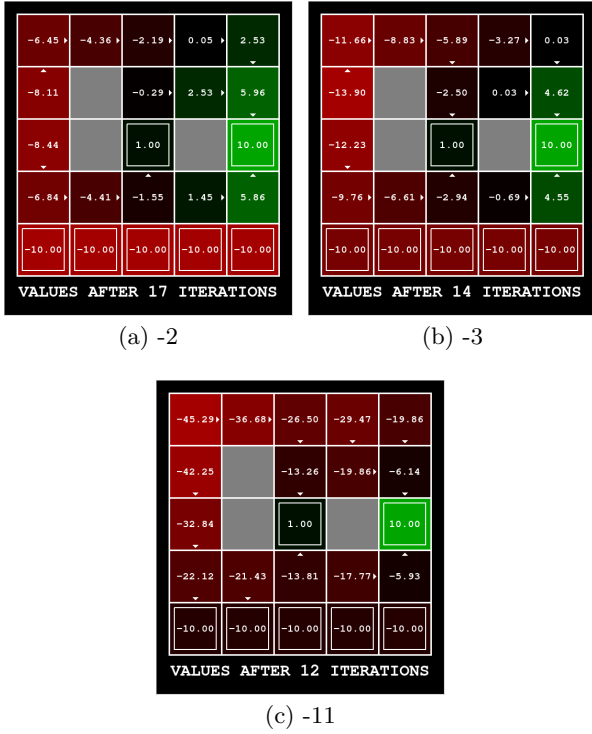 -6.45 -4.36 -2.19 0.05 2.53
-8.11 -0.29 2.53 5.96
-8.44 1.00 10.00
-6.84 -4.41 -1.55 1.45 5.86
-10.00 -10.00 -10.00 -10.00 -10.00
VALUES AFTER 17 ITERATIONS
(a) -2
-11.66 -8.83 -5.89 -3.27 0.03
-13.90 -2.50 0.03 4.62
-12.23 1.00 10.00
-9.76 -6.61 -2.94 -0.69 4.55
-10.00 -10.00 -10.00 -10.00 -10.00
VALUES AFTER 14 ITERATIONS
(b) -3
-45.29 -36.68 -26.50 -29.47 -19.86
-42.25 -13.26 -19.86 -6.14
-32.84 1.00 10.00
-22.12 -21.43 -13.81 -17.77 -5.93
-10.00 -10.00 -10.00 -10.00 -10.00
VALUES AFTER 12 ITERATIONS
(c) -11